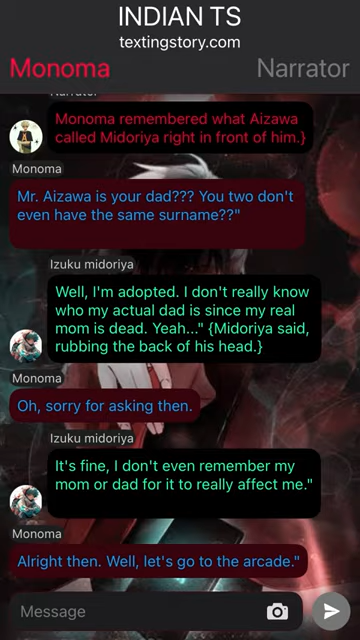 INDIAN TS
textingstory.com
Monoma
Narrator
Narrator
Monoma remembered what Aizawa
called Midoriya right in front of him.}
Monoma
Mr. Aizawa is your dad??? You two don't
even have the same surname??"
Izuku midoriya
Well, I'm adopted. I don't really know
who my actual dad is since my real
mom is dead. Yeah..." {Midoriya said,
rubbing the back of his head.}
Monoma
Oh, sorry for asking then.
Izuku midoriya
It's fine, I don't even remember my
mom or dad for it to really affect me."
Monoma
Alright then. Well, let's go to the arcade."
Message